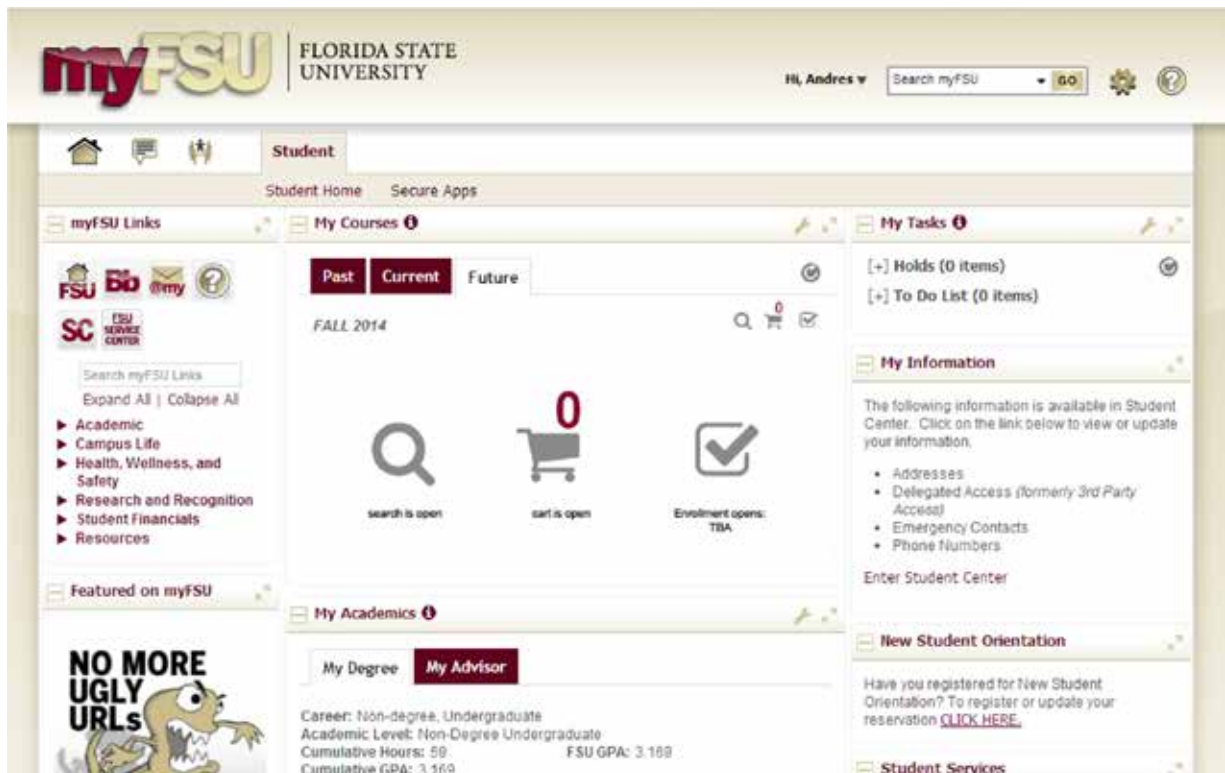 myFSU
FLORIDA STATE
UNIVERSITY
Hi, Andres
Search myFSU
GO
Student
Student Home Secure Apps
myFSU Links
FSU Bb @my
SC FSU SERVICE CENTER
Search myFSU Links
Expand All | Collapse All
Academic
Campus Life
Health, Wellness, and
Safety
Research and Recognition
Student Financials
Resources
Featured on myFSU
NO MORE
UGLY
URLs
My Courses
Past Current Future
FALL 2014
0
0
search is open
cart is open
Enrollment opens:
TBA
My Academics
My Degree My Advisor
Career: Non-degree, Undergraduate
Academic Level: Non-Degree Undergraduate
Cumulative Hours: 59 FSU GPA: 3.169
Cumulative GPA: 3.169
My Tasks
[+] Holds (0 items)
[+] To Do List (0 items)
My Information
The following information is available in Student
Center. Click on the link below to view or update
your information.
• Addresses
• Delegated Access (formerly 3rd Party
Access)
• Emergency Contacts
• Phone Numbers
Enter Student Center
New Student Orientation
Have you registered for New Student
Orientation? To register or update your
reservation CLICK HERE.
Student Services